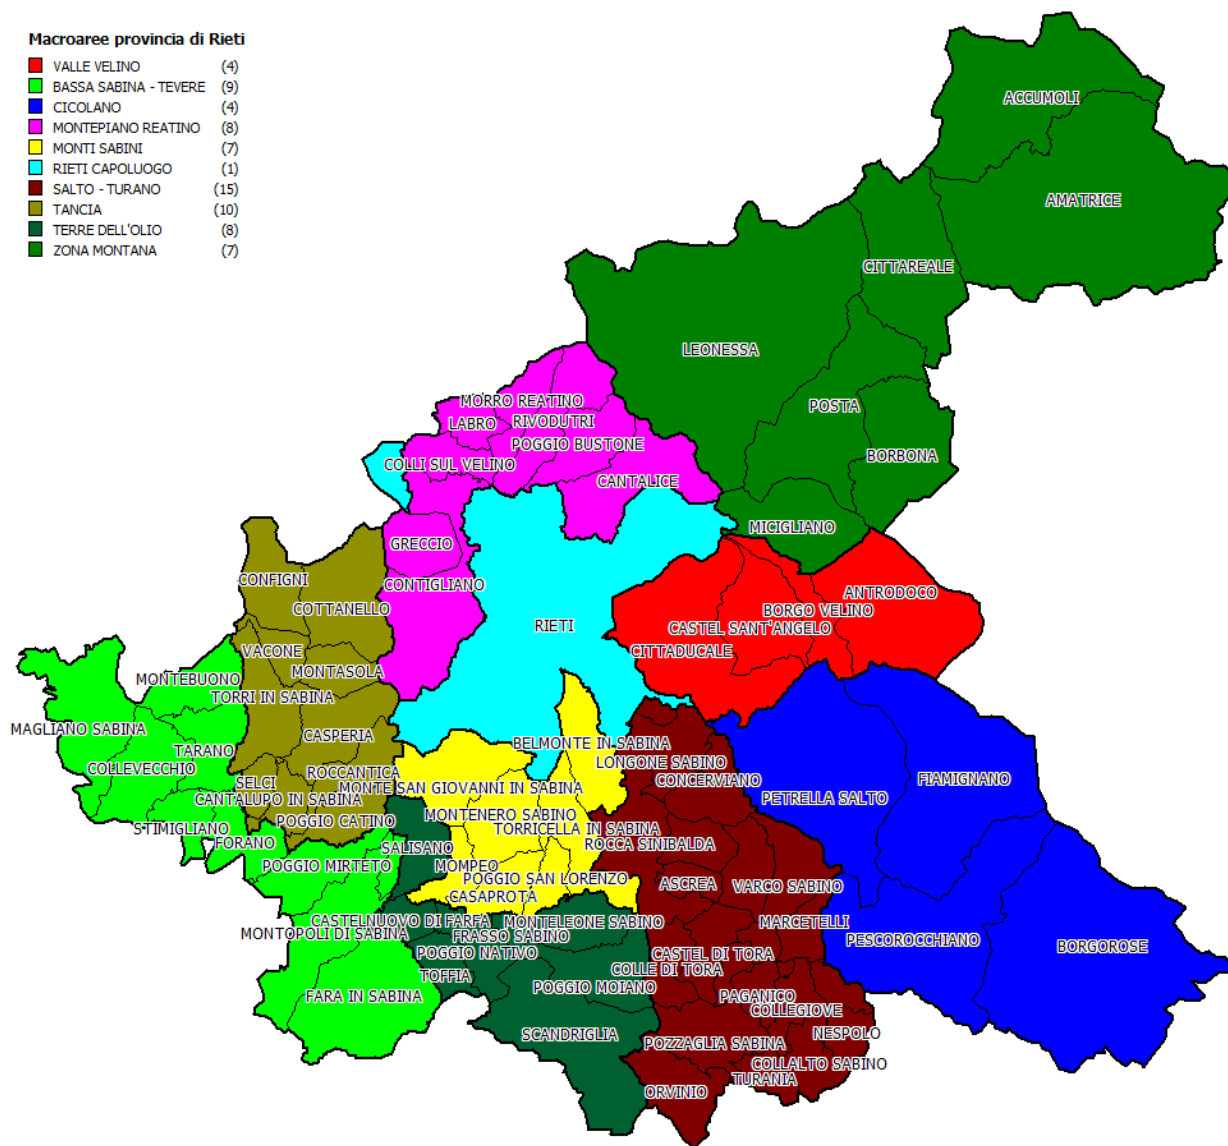 Macroaree provincia di Rieti
VALLE VELINO (4)
BASSA SABINA - TEVERE (9)
CICOLANO (4)
MONTEPIANO REATINO (8)
MONTI SABINI (7)
RIETI CAPOLUOGO (1)
SALTO - TURANO (15)
TANCIA (10)
TERRE DELL'OLIO (8)
ZONA MONTANA (7)
ACCUMOLI
AMATRICE
CITTAREALE
LEONESSA
POSTA
BORBONA
MICIGLIANO
MORRO REATINO
LABRO
RIVODUTRI
POGGIO BUSTONE
COLLI SUL VELINO
CANTALICE
GRECCIO
CONTIGLIANO
RIETI
ANTRODOCO
BORGO VELINO
CASTEL SANT'ANGELO
CITTADUCALE
CONFIGNI
COTTANELLO
VACONE
MONTASOLA
TORRI IN SABINA
CASPERIA
ROCCANTICA
SELCI
CANTALUPO IN SABINA
POGGIO CATINO
MONTEBUONO
MAGLIANO SABINA
TARANO
COLLEVECCHIO
STIMIGLIANO
FORANO
POGGIO MIRTETO
MONTOPOLI DI SABINA
FARA IN SABINA
BELMONTE IN SABINA
MONTE SAN GIOVANNI IN SABINA
MONTENERO SABINO
TORRICELLA IN SABINA
MOMPEO
POGGIO SAN LORENZO
CASAPROTA
SALISANO
CASTELNUOVO DI FARFA
MONTELEONE SABINO
FRASSO SABINO
POGGIO NATIVO
TOFFIA
POGGIO MOIANO
SCANDRIGLIA
LONGONE SABINO
CONCERVIANO
ROCCA SINIBALDA
ASCREA
VARCO SABINO
MARCETELLI
CASTEL DI TORA
COLLE DI TORA
PAGANICO
COLLEGIOVE
NESPOLO
POZZAGLIA SABINA
COLLALTO SABINO
TURANIA
ORVINIO
PETRELLA SALTO
FIAMIGNANO
PESCOROCCHIANO
BORGOROSE